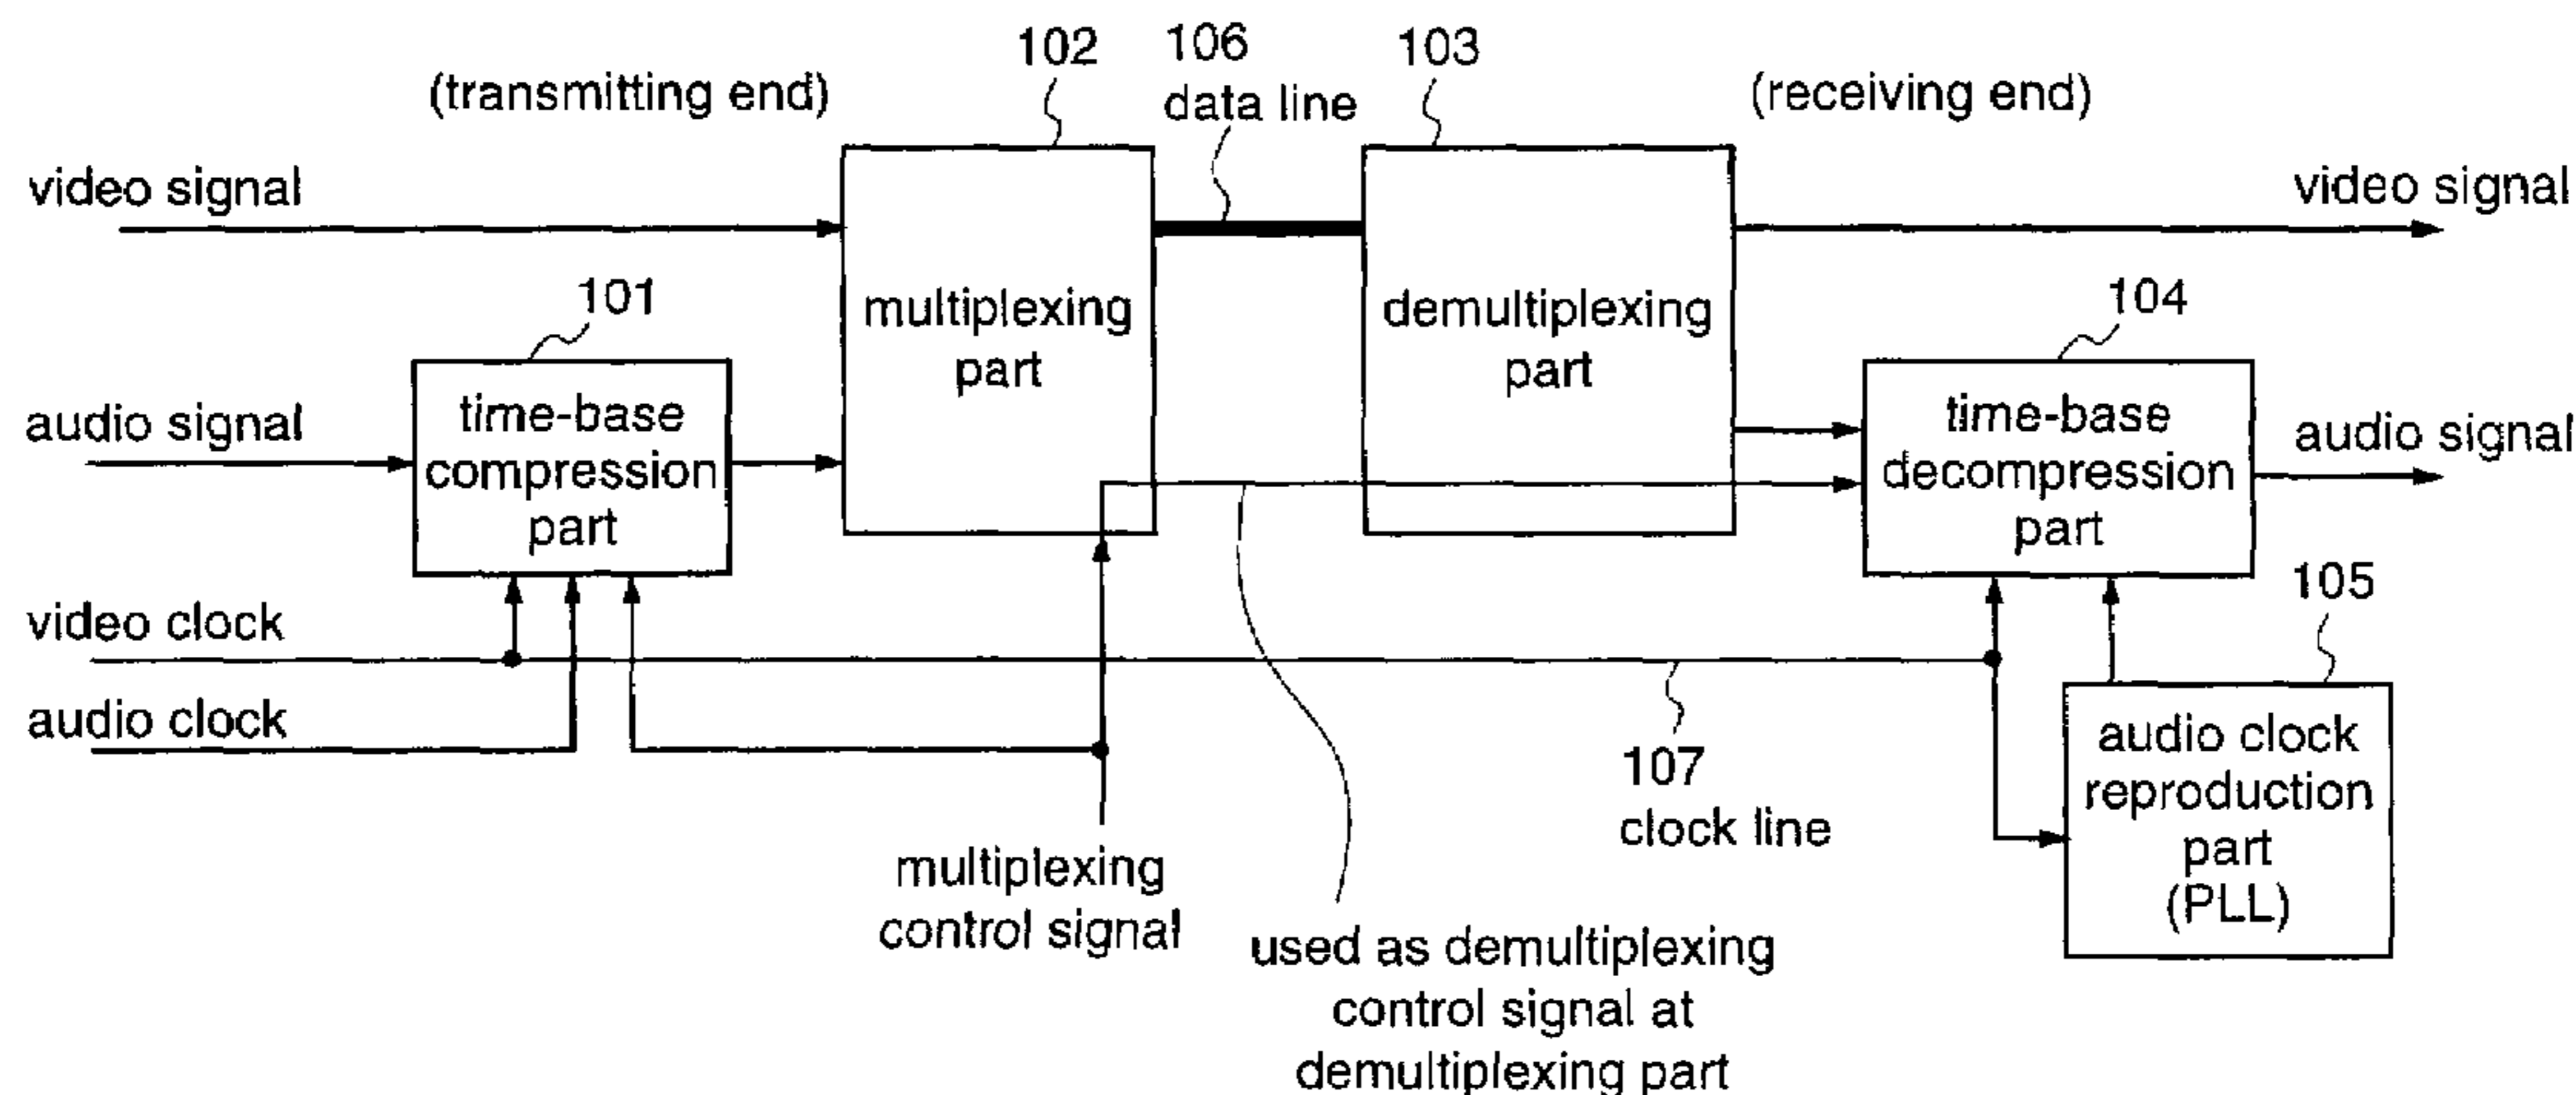 (transmitting end)
102
106
data line
103
(receiving end)
video signal
video signal
101
multiplexing
part
demultiplexing
part
104
audio signal
time-base
compression
part
time-base
decompression
part
audio signal
video clock
audio clock
105
107
clock line
audio clock
reproduction
part
(PLL)
multiplexing
control signal
used as demultiplexing
control signal at
demultiplexing part